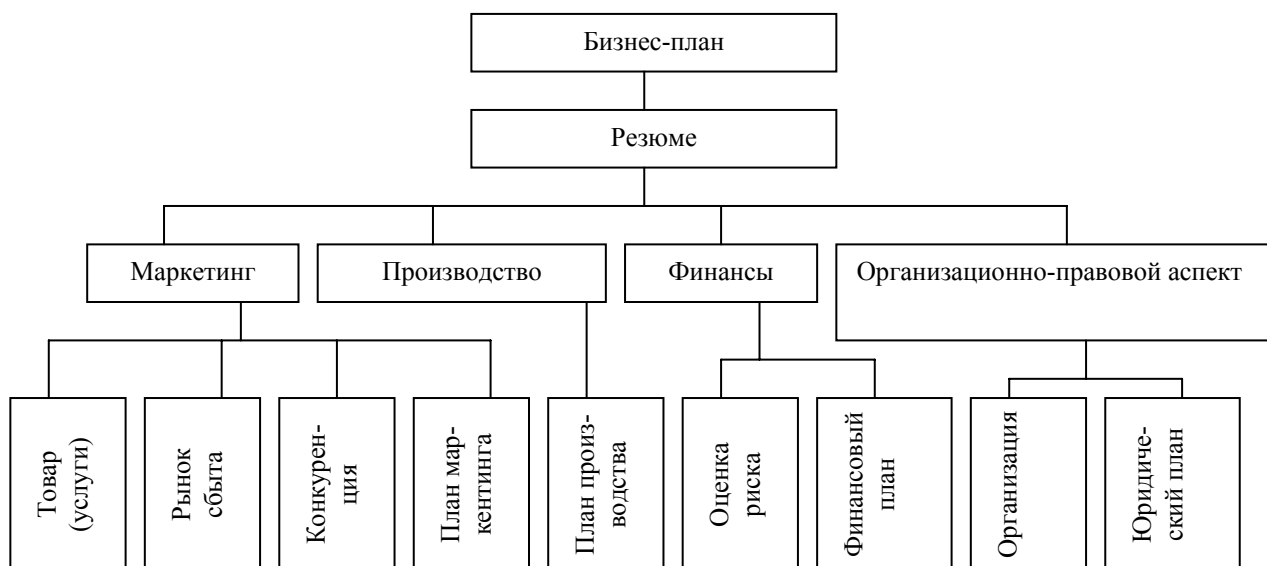 Бизнес-план
Резюме
Маркетинг
Производство
Финансы
Организационно-правовой аспект
Товар
(услуги)
Рынок
сбыта
Конкурен-
ция
План мар-
кентинга
План произ-
водства
Оценка
риска
Финансовый
план
Организация
Юридиче-
ский план